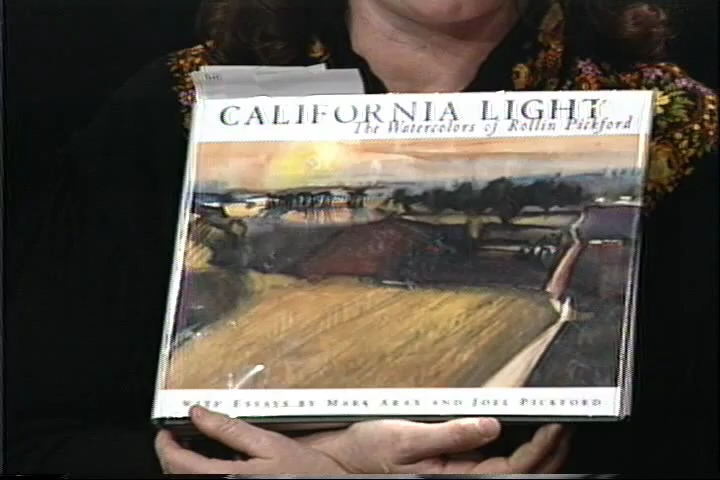 CALIFORNIA LIGHT
The Watercolors of Rollin Pickford
WITH ESSAYS BY MARK ARAX AND JOEL PICKFORD